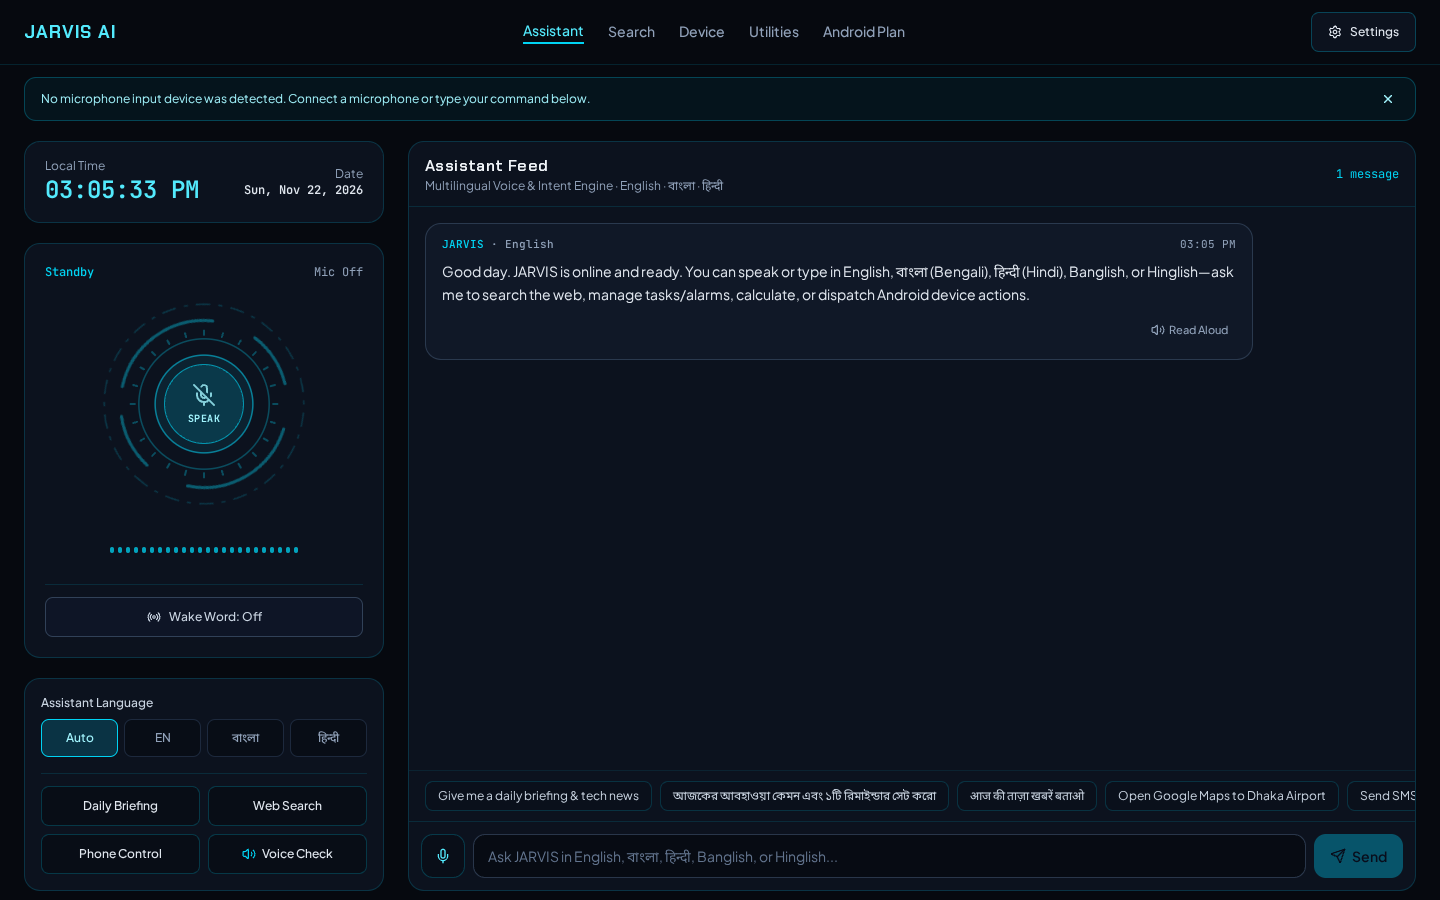 JARVIS AI
Assistant
Search
Device
Utilities
Android Plan
Settings
No microphone input device was detected. Connect a microphone or type your command below.
Local Time
03:05:33 PM
Date
Sun, Nov 22, 2026
Standby
Mic Off
SPEAK
Wake Word: Off
Assistant Language
Auto
EN
বাংলা
हिन्दी
Daily Briefing
Web Search
Phone Control
Voice Check
Assistant Feed
Multilingual Voice & Intent Engine · English · বাংলা · हिन्दी
1 message
JARVIS · English
03:05 PM
Good day. JARVIS is online and ready. You can speak or type in English, বাংলা (Bengali), हिन्दी (Hindi), Banglish, or Hinglish—ask
me to search the web, manage tasks/alarms, calculate, or dispatch Android device actions.
Read Aloud
Give me a daily briefing & tech news
আজকের আবহাওয়া কেমন এবং ১টি রিমাইন্ডার সেট করো
आज की ताज़ा खबरें बताओ
Open Google Maps to Dhaka Airport
Send SMS
Ask JARVIS in English, বাংলা, हिन्दी, Banglish, or Hinglish...
Send